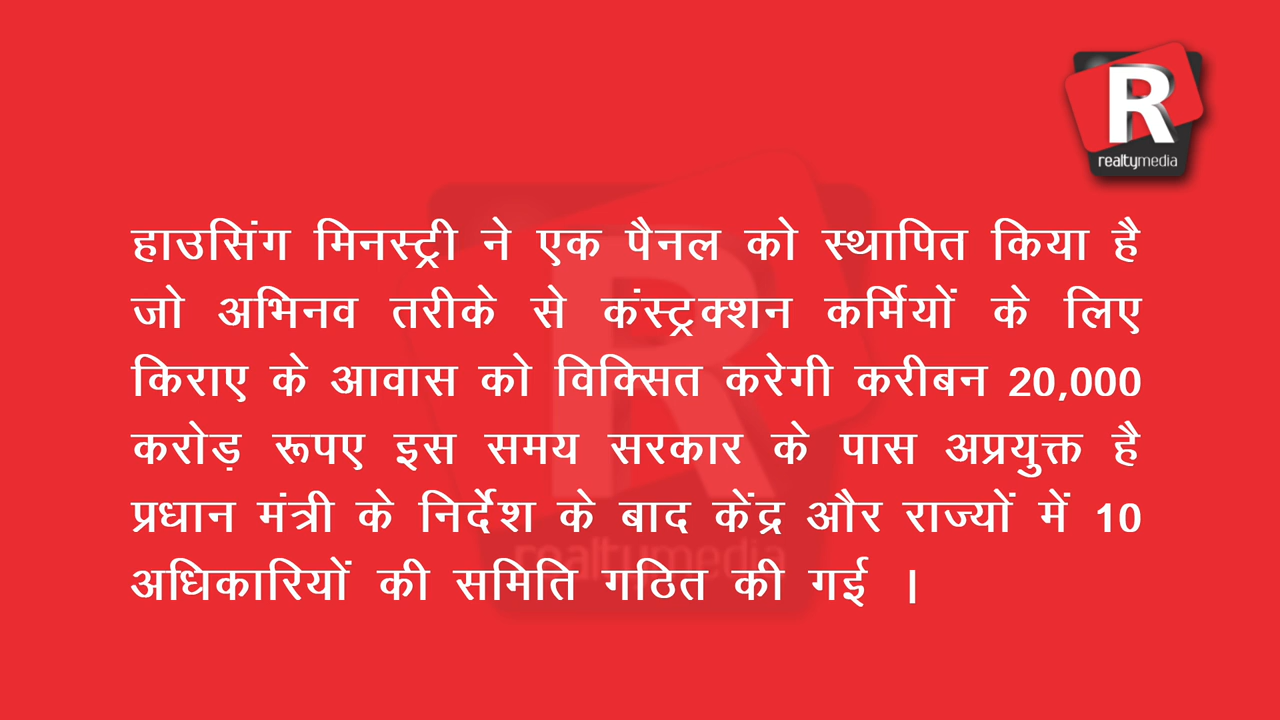 R
realtymedia
हाउसिंग मिनस्ट्री ने एक पैनल को स्थापित किया है
जो अभिनव तरीके से कंस्ट्रक्शन कर्मियों के लिए
किराए के आवास को विक्सित करेगी करीबन 20,000
करोड़ रूपए इस समय सरकार के पास अप्रयुक्त है
प्रधान मंत्री के निर्देश के बाद केंद्र और राज्यों में 10
अधिकारियों की समिति गठित की गई ।
R
realtymedia